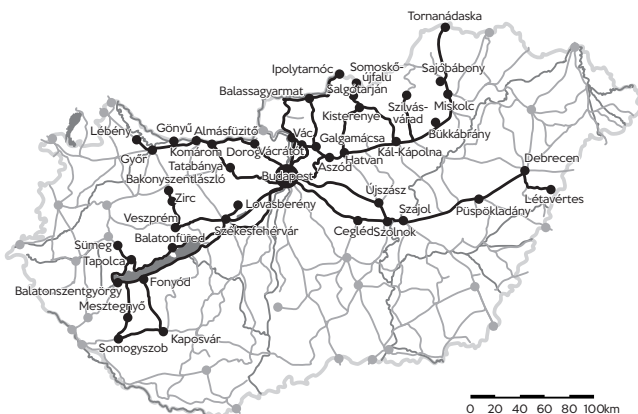 Tornanádaska
Ipolytarnóc
Somoskő-
újfalu
Sajóbábony
Salgótarján
Balassagyarmat
Szilvás-
várad
Miskolc
Kisterenye
Bükkábrány
Lébény
Gönyű
Almásfüzitő
Vác
Galgamácsa
Győr
Komárom
Dorog
Vácrátót
Aszód
Hatvan
Kál-Kápolna
Tatabánya
Debrecen
Bakonyszentlászló
Budapest
Zirc
Lovasberény
Újszász
Létavértes
Püspökladány
Veszprém
Székesfehérvár
Cegléd
Szolnok
Szajol
Sümeg
Balatonfüred
Tapolca
Balatonszentgyörgy
Fonyód
Mesztegnyő
Somogyszob
Kaposvár
0 20 40 60 80 100km